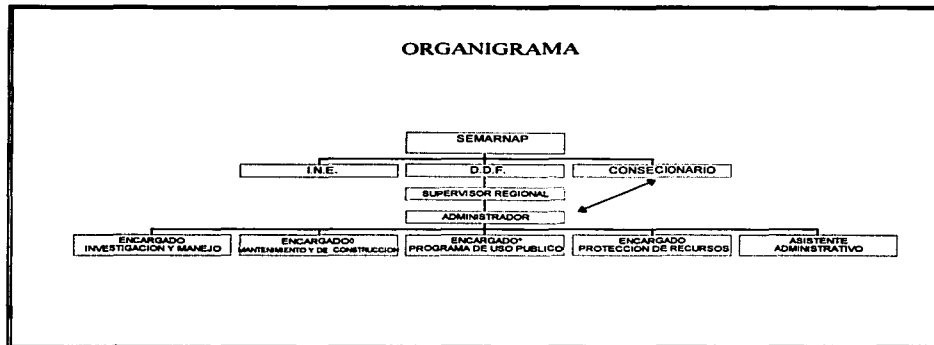 ORGANIGRAMA
SEMARNAP
I.N.E.
D.D.F.
CONSECIONARIO
SUPERVISOR REGIONAL
ADMINISTRADOR
ENCARGADO
INVESTIGACION Y MANEJO
ENCARGADO
MANTENIMIENTO Y DE CONSTRUCCION
ENCARGADO*
PROGRAMA DE USO PUBLICO
ENCARGADO
PROTECCION DE RECURSOS
ASISTENTE
ADMINISTRATIVO